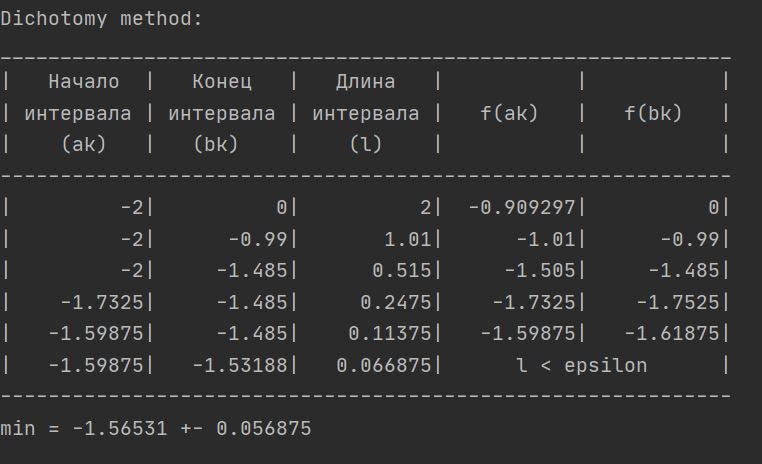 Dichotomy method:
| Начало | Конец | Длина | | |
| интервала | интервала | интервала | f(ak) | f(bk) |
| (ak) | (bk) | (l) | | |
| -2| 0| 2| -0.909297| 0|
| -2| -0.99| 1.01| -1.01| -0.99|
| -2| -1.485| 0.515| -1.505| -1.485|
| -1.7325| -1.485| 0.2475| -1.7325| -1.7525|
| -1.59875| -1.485| 0.11375| -1.59875| -1.61875|
| -1.59875| -1.53188| 0.066875| l < epsilon |
min = -1.56531 +- 0.056875